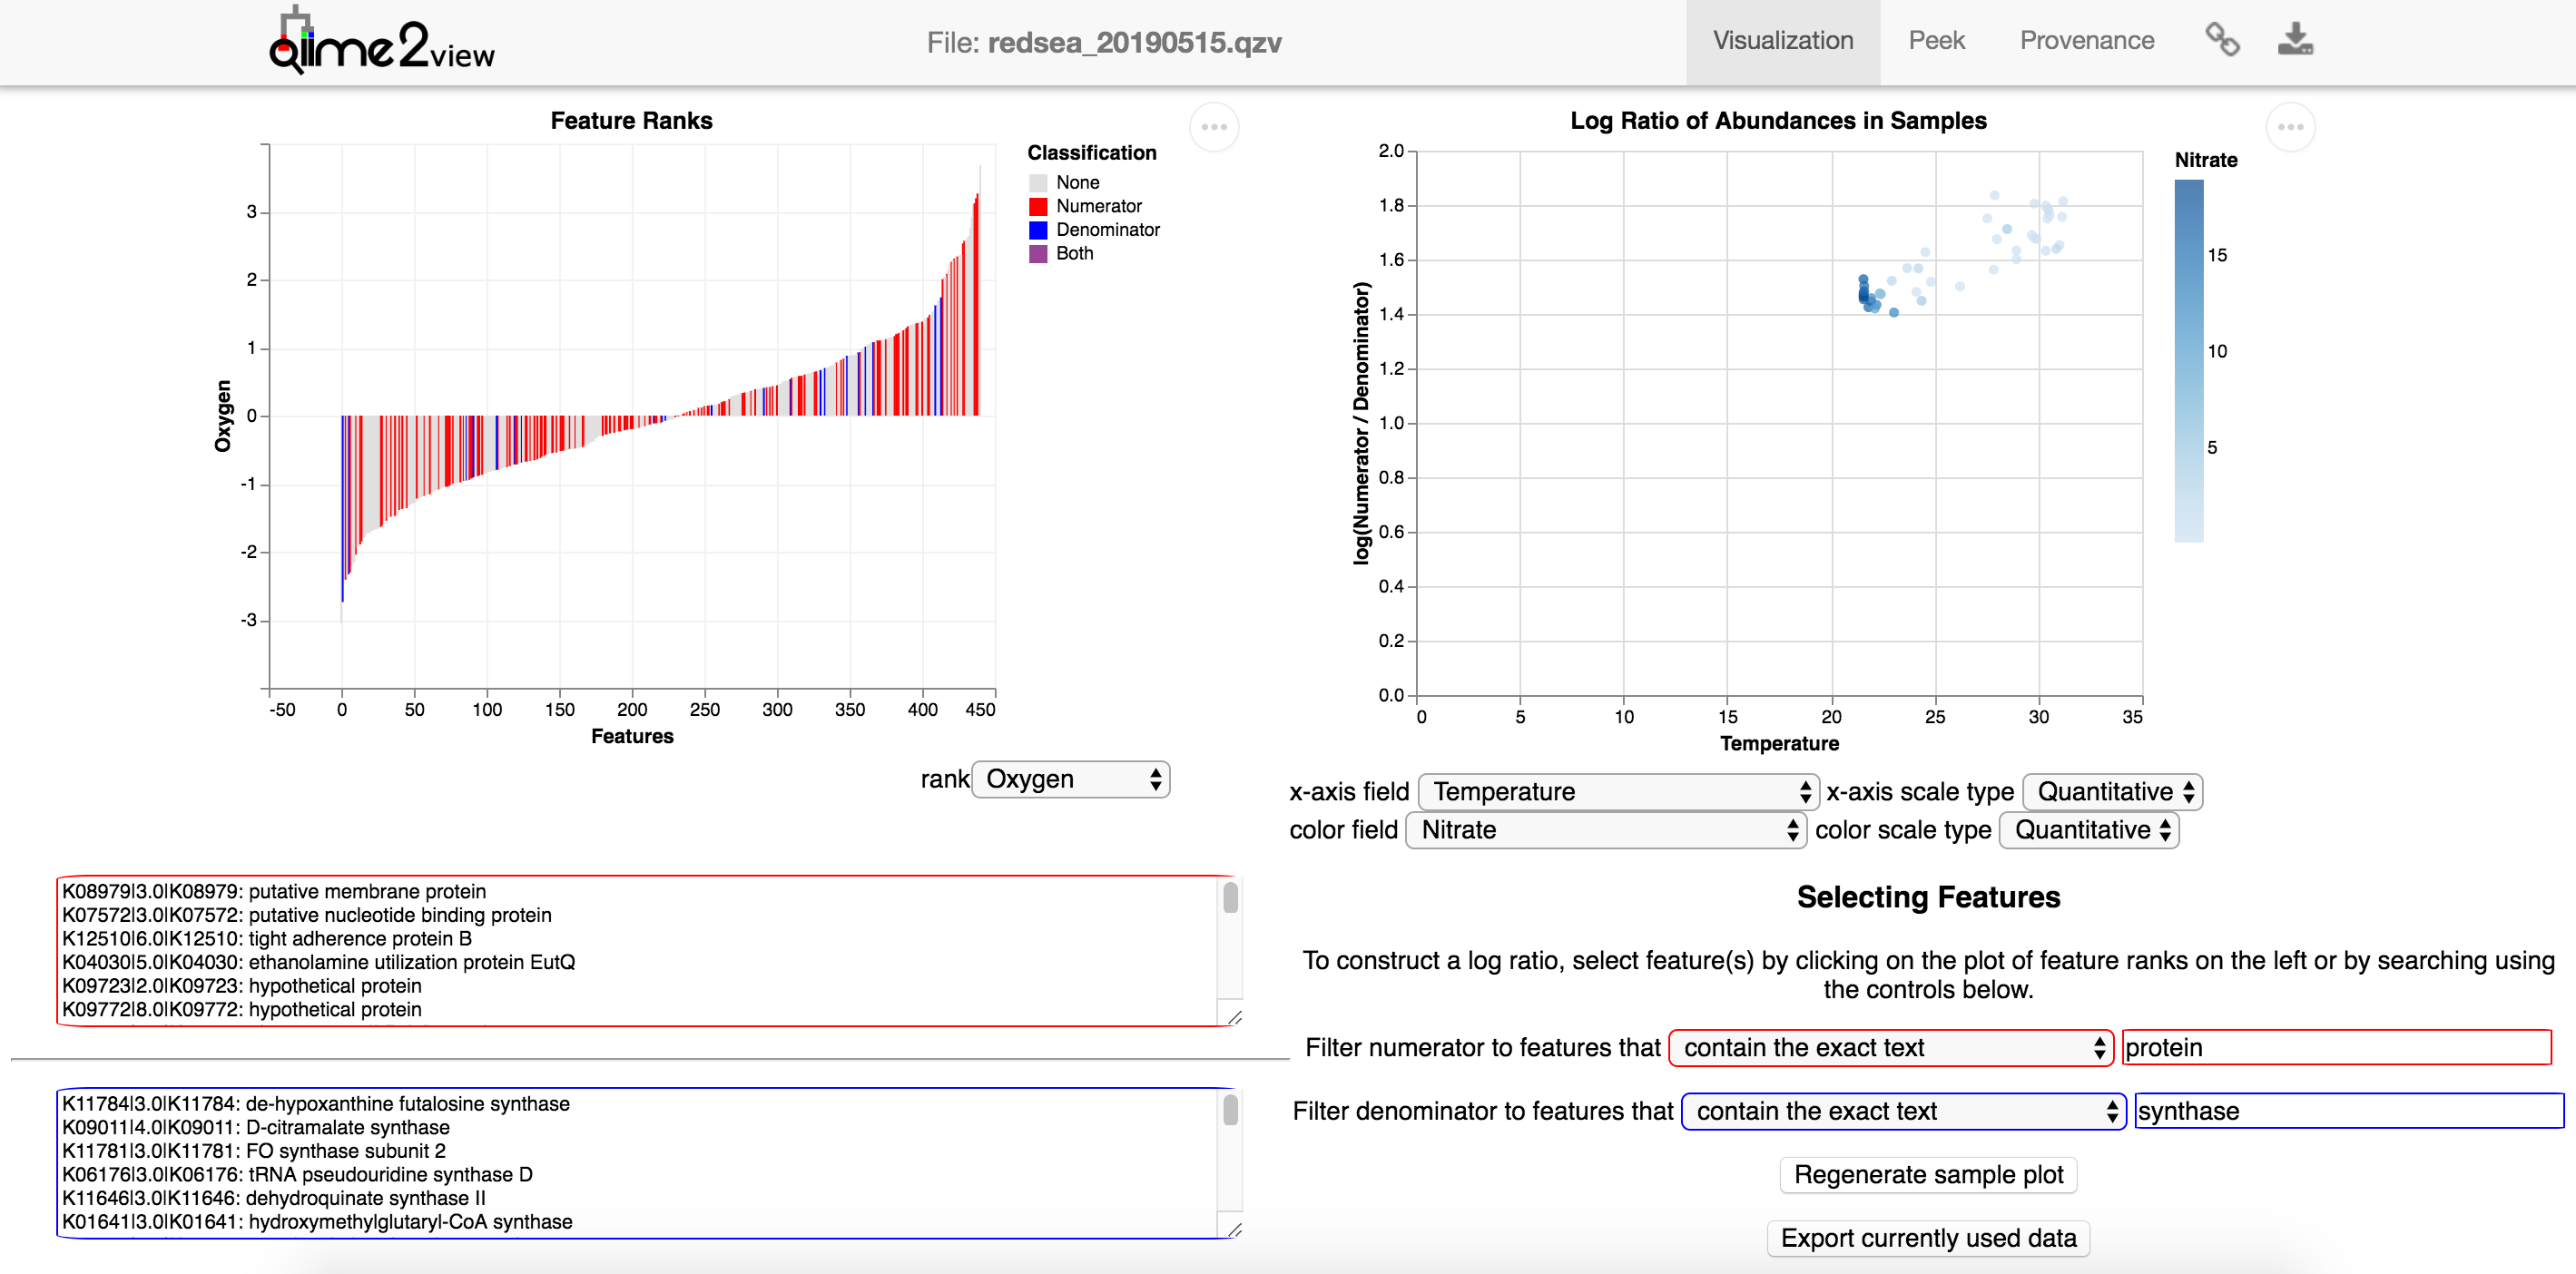 qiime2view
File: redsea_20190515.qzv
Visualization
Peek
Provenance
Feature Ranks
Classification
None
Numerator
Denominator
Both
3
2
1
0
-1
-2
-3
Oxygen
-50 0 50 100 150 200 250 300 350 400 450
Features
rank Oxygen
Log Ratio of Abundances in Samples
Nitrate
15
10
5
2.0
1.8
1.6
1.4
1.2
1.0
0.8
0.6
0.4
0.2
0.0
log(Numerator / Denominator)
0 5 10 15 20 25 30 35
Temperature
x-axis field Temperature x-axis scale type Quantitative
color field Nitrate color scale type Quantitative
K08979|3.0|K08979: putative membrane protein
K07572|3.0|K07572: putative nucleotide binding protein
K12510|6.0|K12510: tight adherence protein B
K04030|5.0|K04030: ethanolamine utilization protein EutQ
K09723|2.0|K09723: hypothetical protein
K09772|8.0|K09772: hypothetical protein
K11784|3.0|K11784: de-hypoxanthine futalosine synthase
K09011|4.0|K09011: D-citramalate synthase
K11781|3.0|K11781: FO synthase subunit 2
K06176|3.0|K06176: tRNA pseudouridine synthase D
K11646|3.0|K11646: dehydroquinate synthase II
K01641|3.0|K01641: hydroxymethylglutaryl-CoA synthase
Selecting Features
To construct a log ratio, select feature(s) by clicking on the plot of feature ranks on the left or by searching using
the controls below.
Filter numerator to features that contain the exact text protein
Filter denominator to features that contain the exact text synthase
Regenerate sample plot
Export currently used data